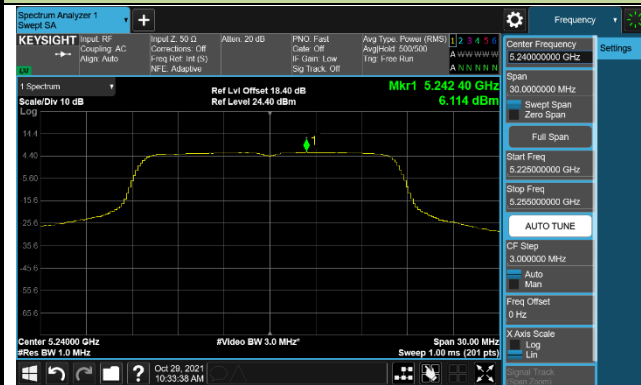 Spectrum Analyzer 1
Swept SA
Frequency
KEYSIGHT
Input: RF
Coupling: AC
Align: Auto
Input Z: 50 Ω
Corrections: Off
Freq Ref: Int (S)
NFE: Adaptive
Atten: 20 dB
PNO: Fast
Gate: Off
IF Gain: Low
Sig Track: Off
Avg Type: Power (RMS)
Avg|Hold: 500/500
Trig: Free Run
1 2 3 4 5 6
A W W W W W
A N N N N N
LXI
1 Spectrum
Scale/Div 10 dB
Log
Ref Lvl Offset 18.40 dB
Ref Level 24.40 dBm
Mkr1 5.242 40 GHz
6.114 dBm
1
14.4
4.40
-5.60
-15.6
-25.6
-35.6
-45.6
-55.6
-65.6
Center 5.24000 GHz
#Res BW 1.0 MHz
#Video BW 3.0 MHz*
Span 30.00 MHz
Sweep 1.00 ms (201 pts)
Center Frequency
5.240000000 GHz
Settings
Span
30.0000000 MHz
Swept Span
Zero Span
Full Span
Start Freq
5.225000000 GHz
Stop Freq
5.255000000 GHz
AUTO TUNE
CF Step
3.000000 MHz
Auto
Man
Freq Offset
0 Hz
X Axis Scale
Log
Lin
Signal Track
(Span Zoom)
Oct 29, 2021
10:33:38 AM